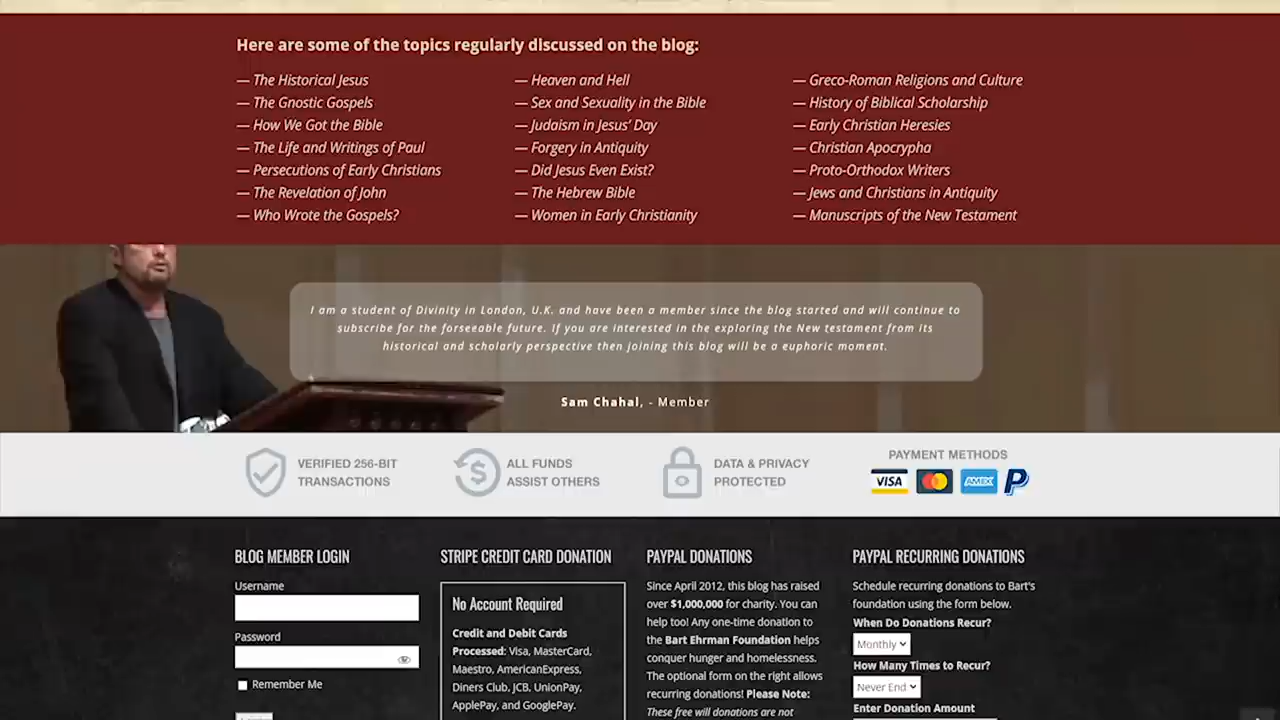 Here are some of the topics regularly discussed on the blog:
— The Historical Jesus
— The Gnostic Gospels
— How We Got the Bible
— The Life and Writings of Paul
— Persecutions of Early Christians
— The Revelation of John
— Who Wrote the Gospels?
— Heaven and Hell
— Sex and Sexuality in the Bible
— Judaism in Jesus’ Day
— Forgery in Antiquity
— Did Jesus Even Exist?
— The Hebrew Bible
— Women in Early Christianity
— Greco-Roman Religions and Culture
— History of Biblical Scholarship
— Early Christian Heresies
— Christian Apocrypha
— Proto-Orthodox Writers
— Jews and Christians in Antiquity
— Manuscripts of the New Testament
I am a student of Divinity in London, U.K. and have been a member since the blog started and will continue to
subscribe for the forseeable future. If you are interested in the exploring the New testament from its
historical and scholarly perspective then joining this blog will be a euphoric moment.
Sam Chahal, - Member
VERIFIED 256-BIT
TRANSACTIONS
ALL FUNDS
ASSIST OTHERS
DATA & PRIVACY
PROTECTED
PAYMENT METHODS
VISA
AMEX
BLOG MEMBER LOGIN
Username
Password
Remember Me
STRIPE CREDIT CARD DONATION
No Account Required
Credit and Debit Cards
Processed: Visa, MasterCard,
Maestro, AmericanExpress,
Diners Club, JCB, UnionPay,
ApplePay, and GooglePay.
PAYPAL DONATIONS
Since April 2012, this blog has raised
over $1,000,000 for charity. You can
help too! Any one-time donation to
the Bart Ehrman Foundation helps
conquer hunger and homelessness.
The optional form on the right allows
recurring donations! Please Note:
These free will donations are not
PAYPAL RECURRING DONATIONS
Schedule recurring donations to Bart's
foundation using the form below.
When Do Donations Recur?
Monthly
How Many Times to Recur?
Never End
Enter Donation Amount